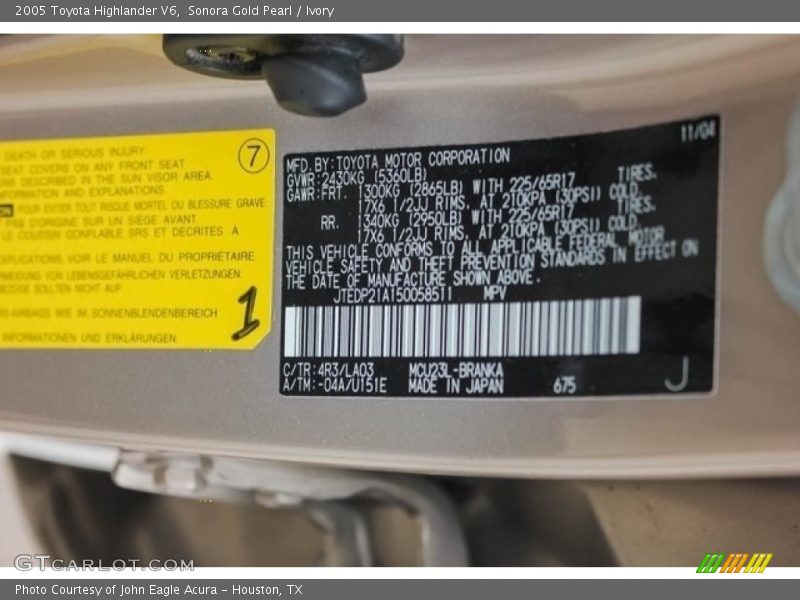 2005 Toyota Highlander V6, Sonora Gold Pearl / Ivory
DEATH OR SERIOUS INJURY:
SEAT COVERS ON ANY FRONT SEAT.
DESCRIBED IN THE SUN VISOR AREA.
INFORMATION AND EXPLANATIONS.
POUR EVITER TOUT RISQUE MORTEL OU BLESSURE GRAVE:
PAS D'ORIGINE SUR UN SIÈGE AVANT.
LE COUSSIN GONFLABLE SRS ET DÉCRITES À
EXPLICATIONS, VOIR LE MANUEL DU PROPRIÉTAIRE.
VON LEBENSGEFÄHRLICHEN VERLETZUNGEN
SOLLTEN NICHT AUF
WIE IM SONNENBLENDENBEREICH
INFORMATIONEN UND ERKLÄRUNGEN.
7
1
11/04
MFD. BY: TOYOTA MOTOR CORPORATION
GVWR: 2430KG (5360LB)
GAWR: FRT. 1300KG (2865LB) WITH 225/65R17 TIRES,
17X6 1/2JJ RIMS, AT 210KPA (30PSI) COLD.
RR. 1340KG (2950LB) WITH 225/65R17 TIRES,
17X6 1/2JJ RIMS, AT 210KPA (30PSI) COLD.
THIS VEHICLE CONFORMS TO ALL APPLICABLE FEDERAL MOTOR
VEHICLE SAFETY AND THEFT PREVENTION STANDARDS IN EFFECT ON
THE DATE OF MANUFACTURE SHOWN ABOVE.
JTEDP21A150058511 MPV
C/TR: 4R3/LA03 MCU23L-BRANKA
A/TM: -04A/U151E MADE IN JAPAN 675
J
GTCARLOT.COM
Photo Courtesy of John Eagle Acura - Houston, TX